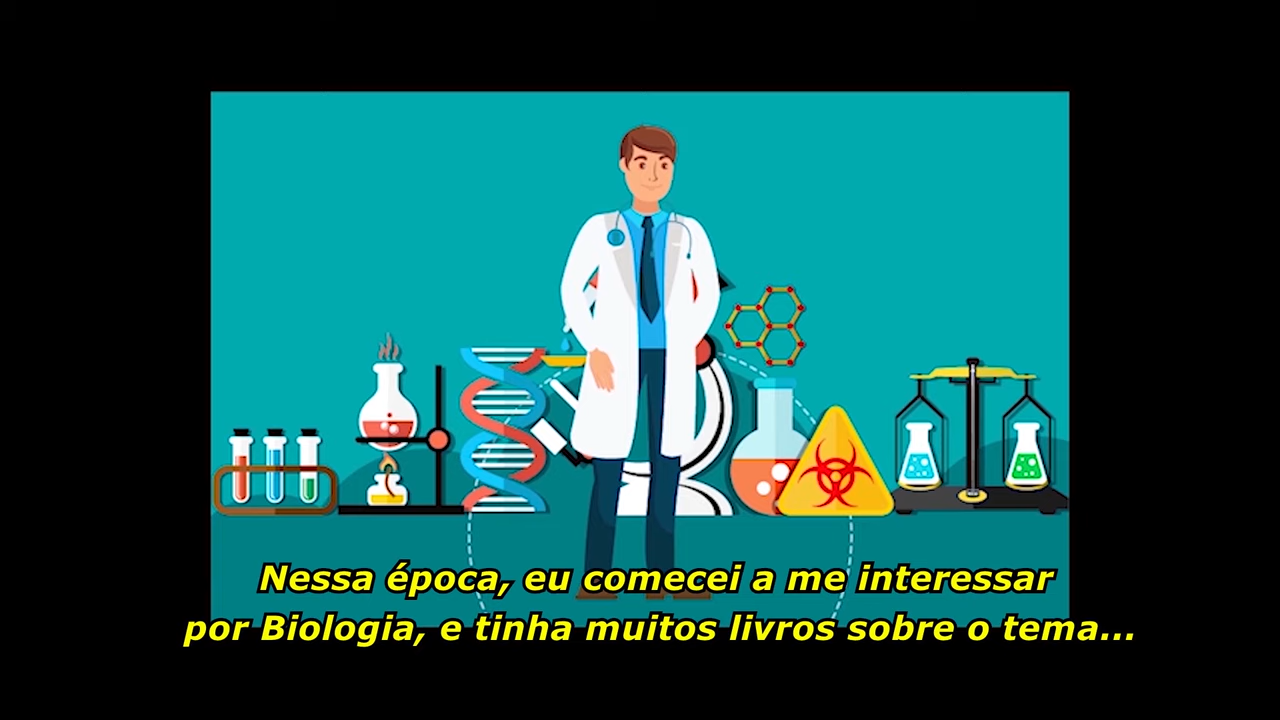 Nessa época, eu comecei a me interessar
por Biologia, e tinha muitos livros sobre o tema...